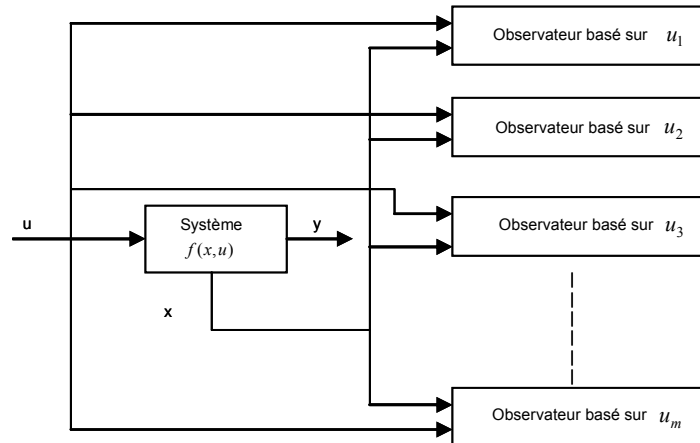 Observateur basé sur u₁
Observateur basé sur u₂
Observateur basé sur u₃
u
Système
f(x,u)
y
x
Observateur basé sur uₘ